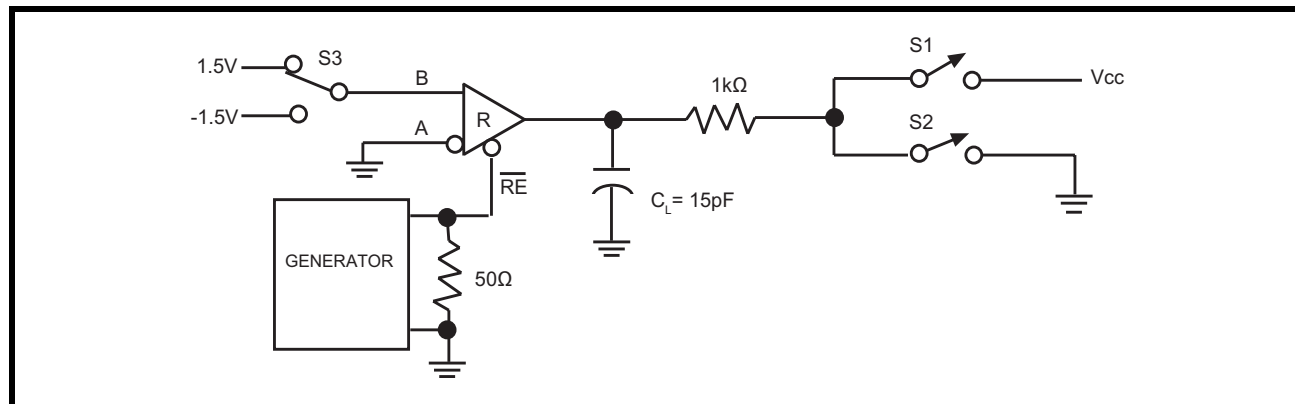 S1
S3
1.5V
1kΩ
Vcc
B
-1.5V
S2
A
R
RE
C_L= 15pF
GENERATOR
50Ω